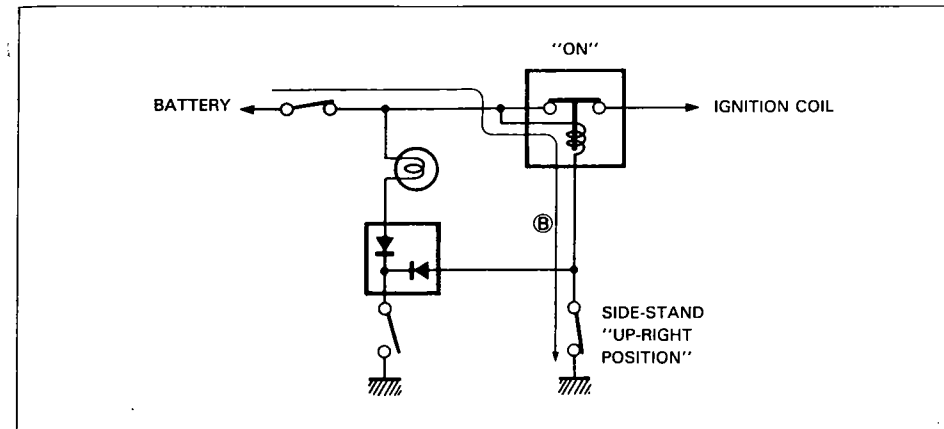 "ON"
BATTERY
IGNITION COIL
Ⓑ
SIDE-STAND
"UP-RIGHT
POSITION"